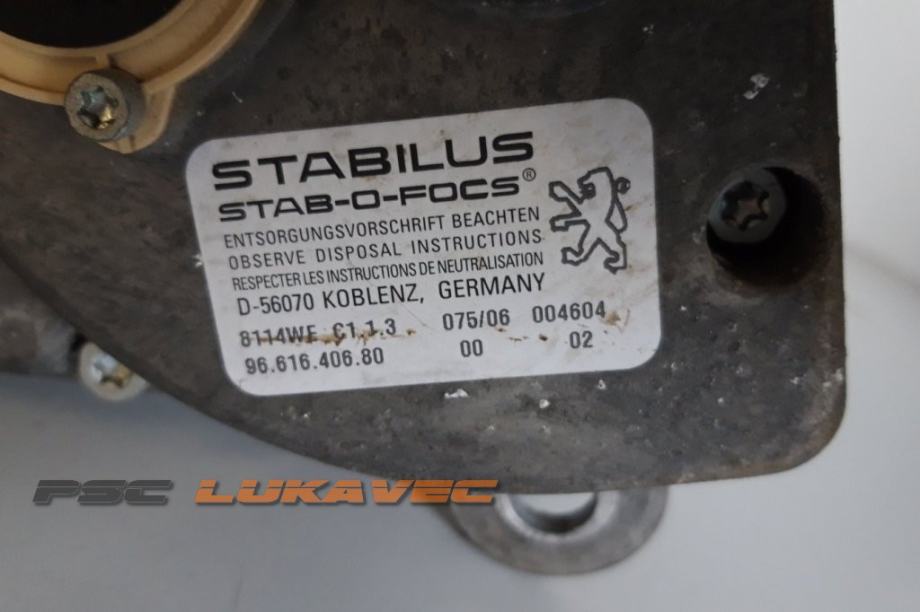 STABILUS
STAB-O-FOCS®
ENTSORGUNGSVORSCHRIFT BEACHTEN
OBSERVE DISPOSAL INSTRUCTIONS
RESPECTER LES INSTRUCTIONS DE NEUTRALISATION
D-56070 KOBLENZ, GERMANY
8114WF C1.1.3 075/06 004604
96.616.406.80 00 02
PSC LUKAVEC